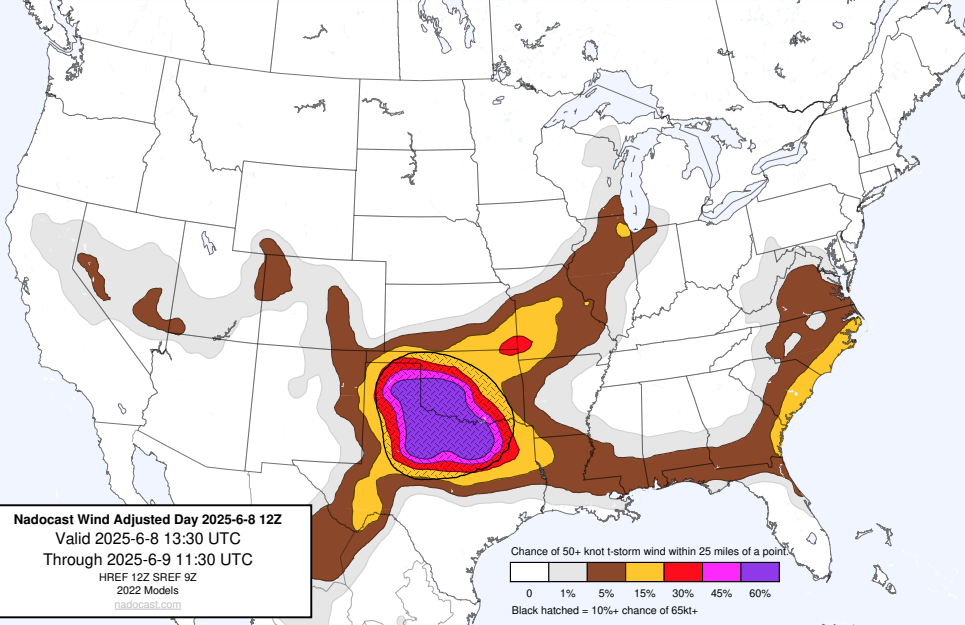 Nadocast Wind Adjusted Day 2025-6-8 12Z
Valid 2025-6-8 13:30 UTC
Through 2025-6-9 11:30 UTC
HREF 12Z SREF 9Z
2022 Models
nadocast.com
Chance of 50+ knot t-storm wind within 25 miles of a point.
0 1% 5% 15% 30% 45% 60%
Black hatched = 10%+ chance of 65kt+